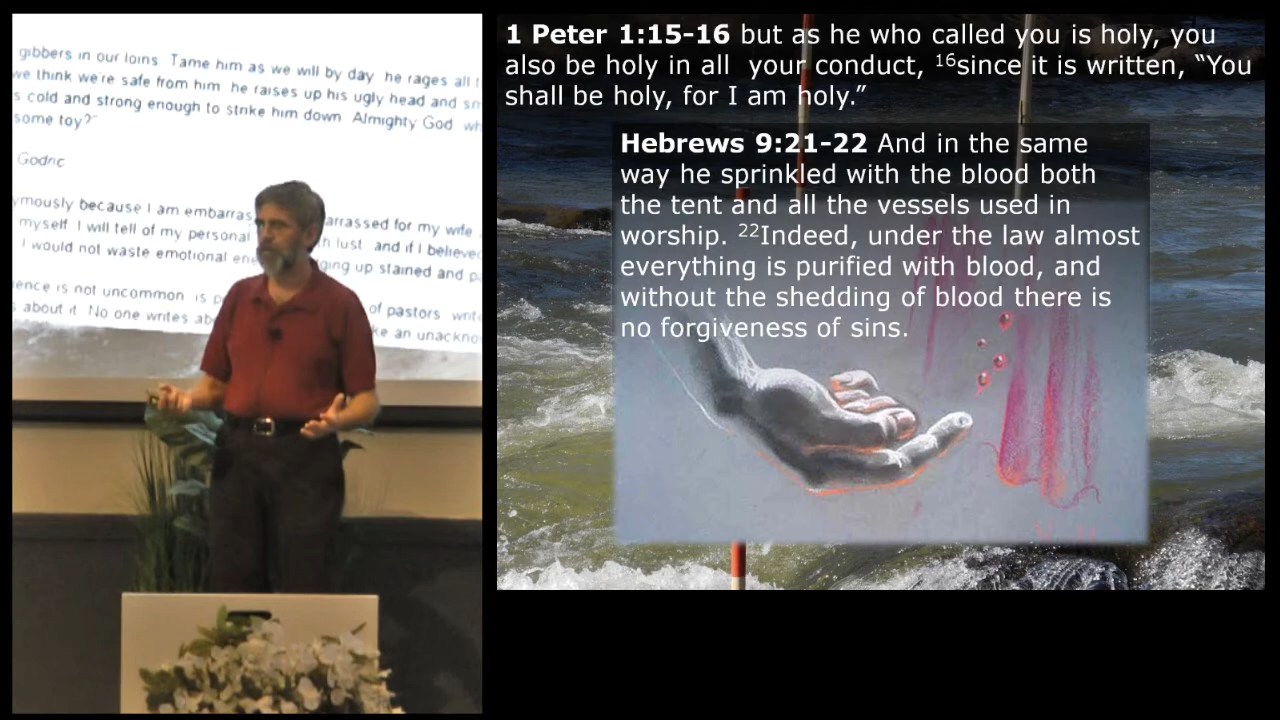 gibbers in our loins Tame him as we will by day he rages all
we think we're safe from him he raises up his ugly head and
s cold and strong enough to strike him down Almighty God
some toy?"
Godric
ymously because I am embarras arrassed for my wife
myself I will tell of my personal h lust and if I believed
I would not waste emotional en ging up stained and
ence is not uncommon is of pastors
about it No one writes ab ke an unackno
1 Peter 1:15-16 but as he who called you is holy, you
also be holy in all your conduct, 16since it is written, “You
shall be holy, for I am holy.”
Hebrews 9:21-22 And in the same
way he sprinkled with the blood both
the tent and all the vessels used in
worship. 22Indeed, under the law almost
everything is purified with blood, and
without the shedding of blood there is
no forgiveness of sins.